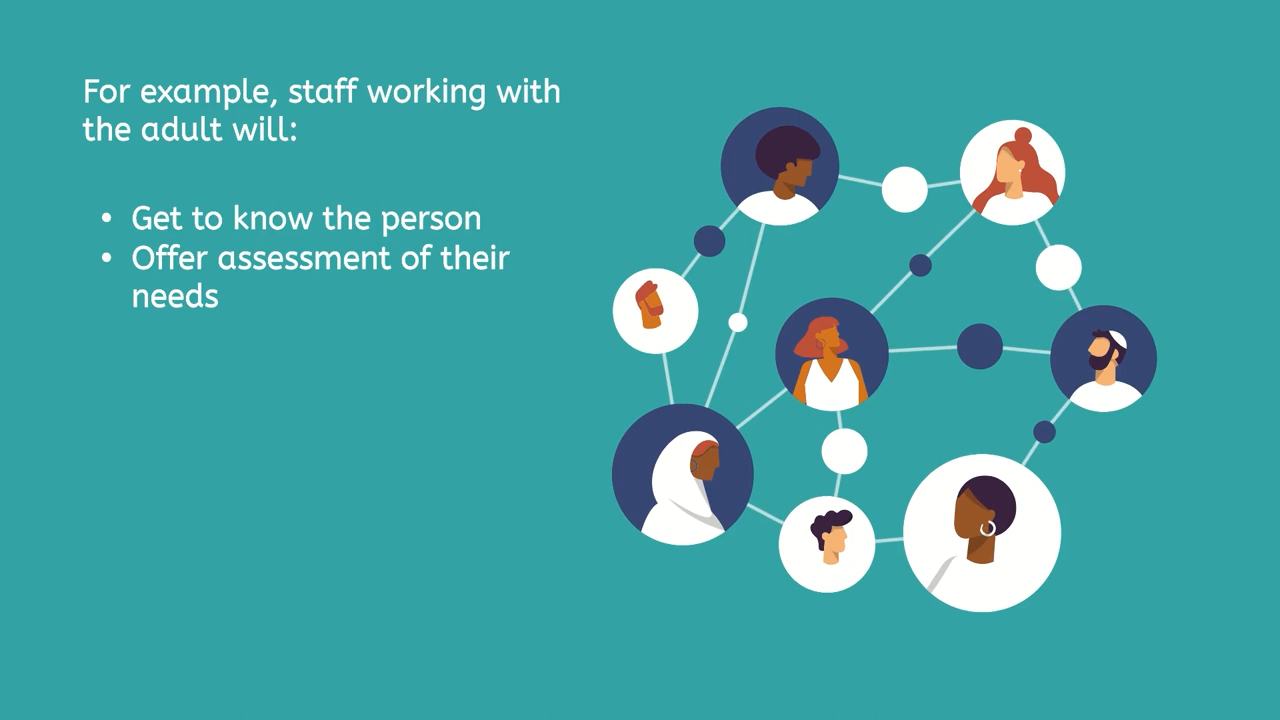 For example, staff working with
the adult will:
• Get to know the person
• Offer assessment of their
needs